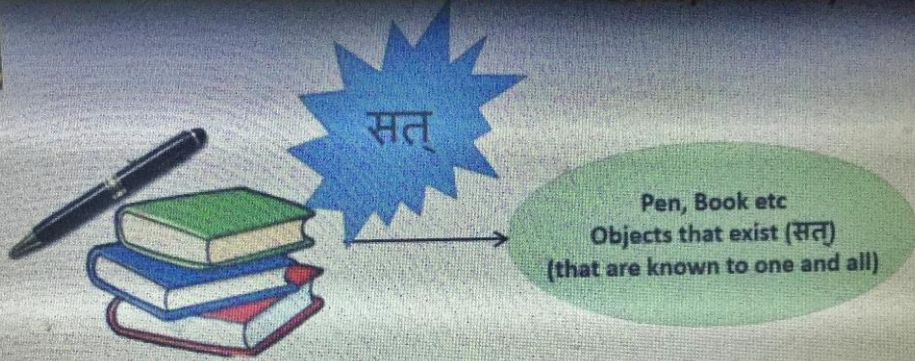 सत्
Pen, Book etc
Objects that exist (सत्)
(that are known to one and all)